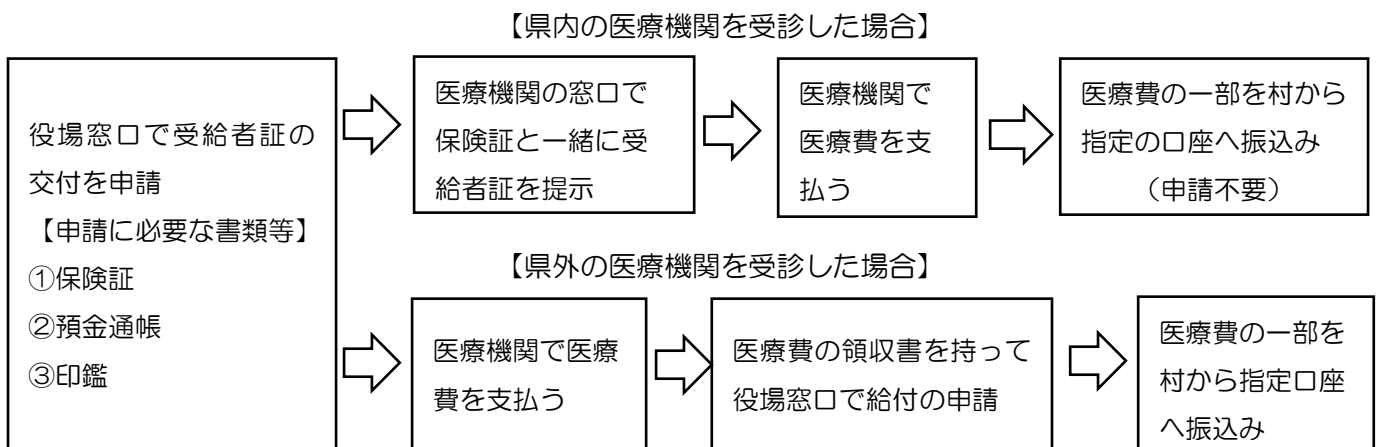 【県内の医療機関を受診した場合】
役場窓口で受給者証の
交付を申請
【申請に必要な書類等】
①保険証
②預金通帳
③印鑑
医療機関の窓口で
保険証と一緒に受
給者証を提示
医療機関で
医療費を支
払う
医療費の一部を村から
指定の口座へ振込み
（申請不要）
【県外の医療機関を受診した場合】
医療機関で医療
費を支払う
医療費の領収書を持って
役場窓口で給付の申請
医療費の一部を
村から指定口座
へ振込み